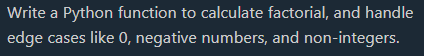 Write a Python function to calculate factorial, and handle
edge cases like 0, negative numbers, and non-integers.